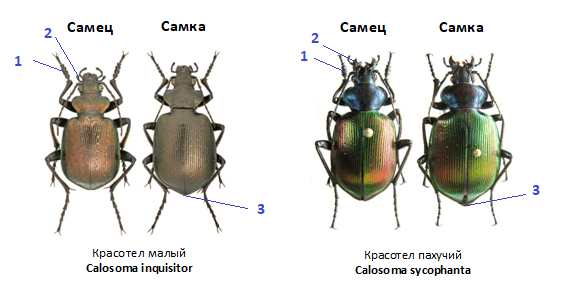 Самец
Самка
Самец
Самка
2
1
2
1
3
3
Красотел малый
Calosoma inquisitor
Красотел пахучий
Calosoma sycophanta